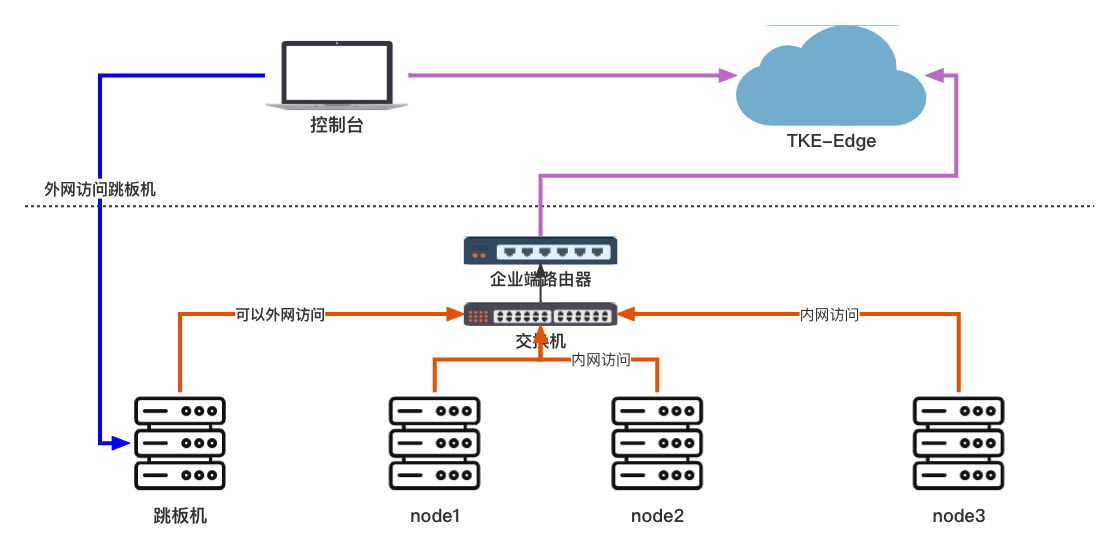 控制台
TKE-Edge
外网访问跳板机
企业端路由器
可以外网访问
内网访问
交换机
内网访问
跳板机
node1
node2
node3